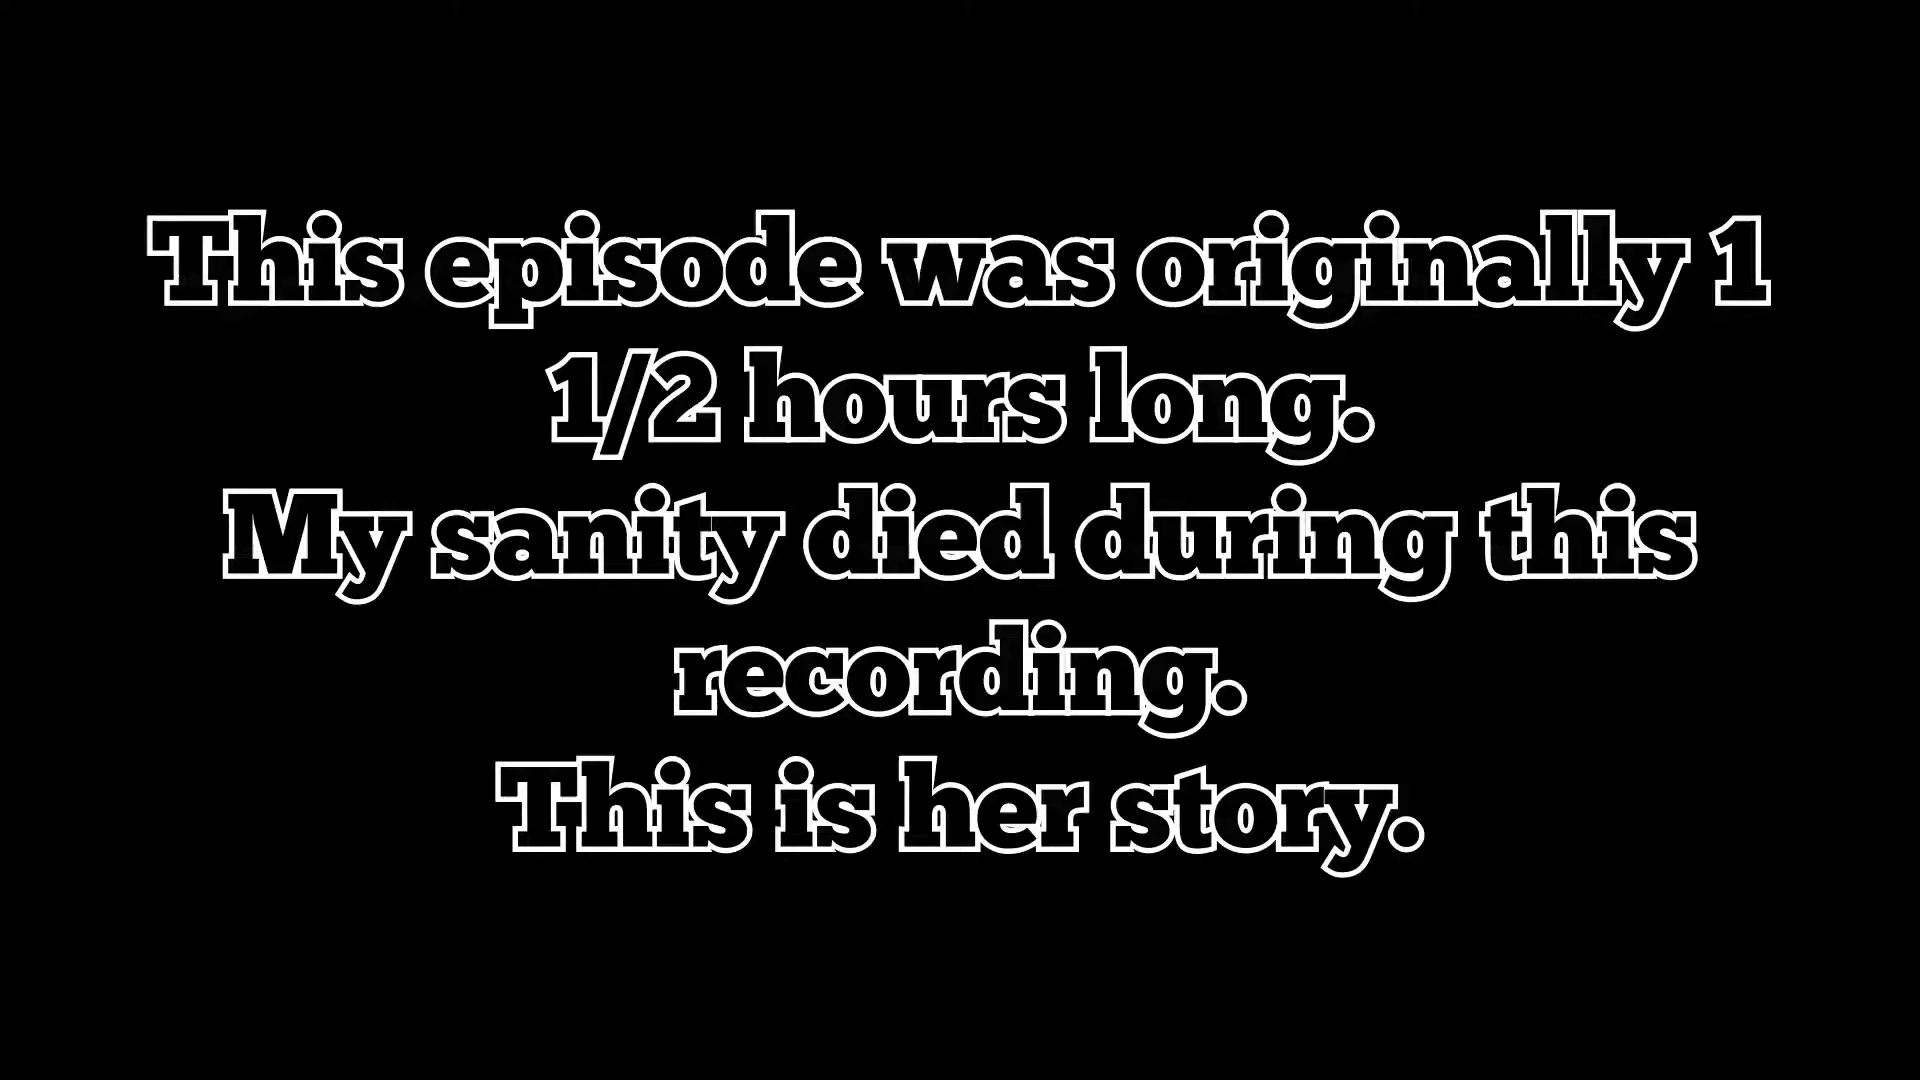 This episode was originally 1
1/2 hours long.
My sanity died during this
recording.
This is her story.